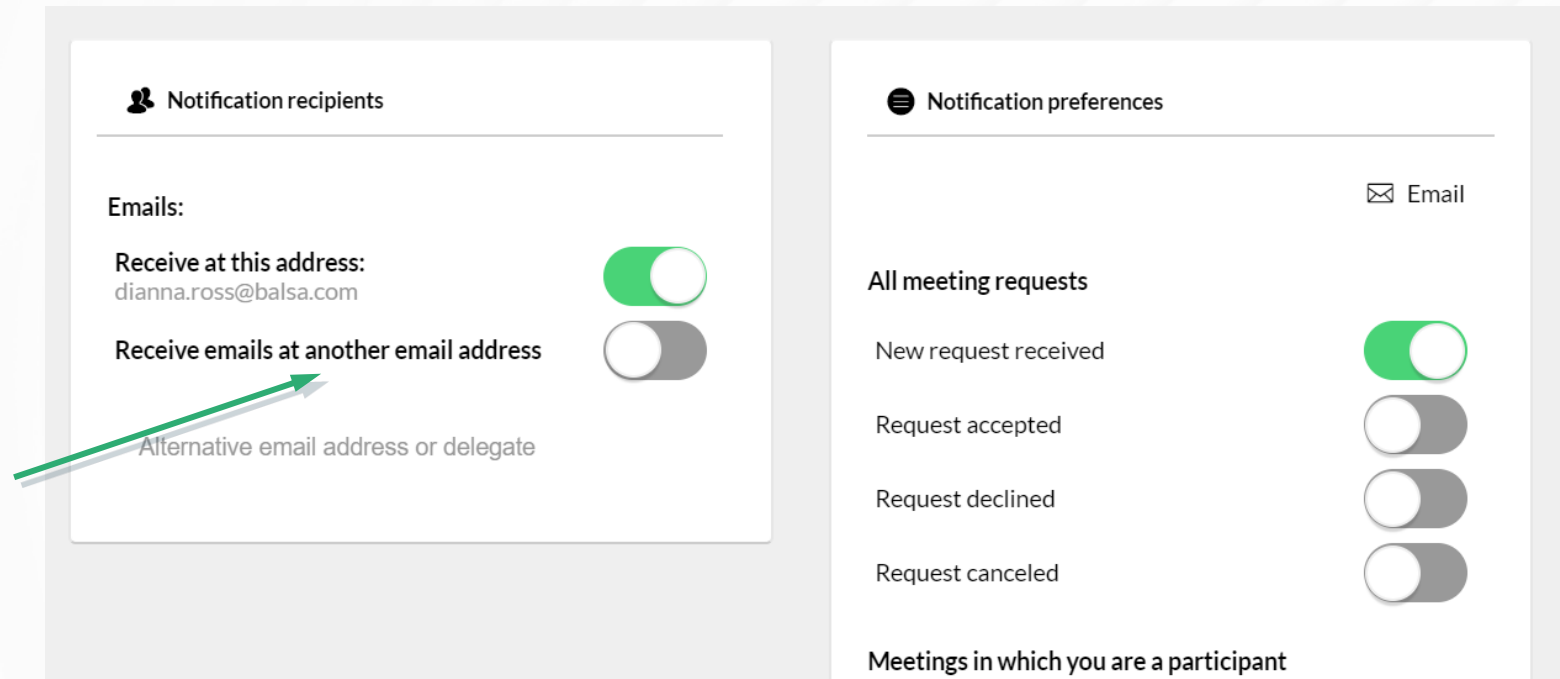 Notification recipients
Emails:
Receive at this address:
dianna.ross@balsa.com
Receive emails at another email address
Alternative email address or delegate
Notification preferences
Email
All meeting requests
New request received
Request accepted
Request declined
Request canceled
Meetings in which you are a participant